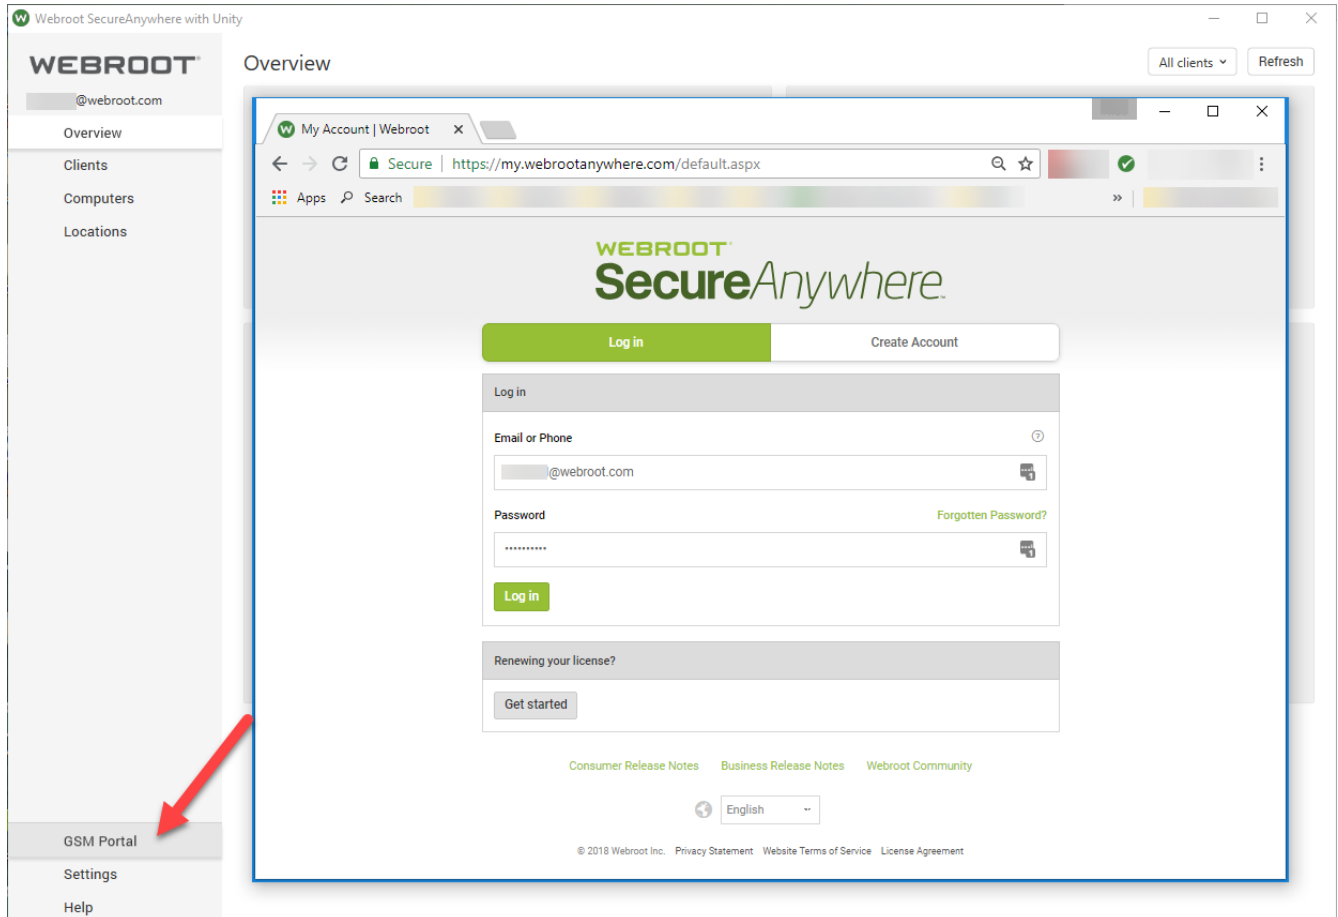 Webroot SecureAnywhere with Unity
WEBROOT
@webroot.com
Overview
Clients
Computers
Locations
GSM Portal
Settings
Help
Overview
All clients
Refresh
My Account | Webroot
Secure | https://my.webrootanywhere.com/default.aspx
Apps Search »
WEBROOT
SecureAnywhere™
Log in Create Account
Log in
Email or Phone
@webroot.com
Password Forgotten Password?
Log in
Renewing your license?
Get started
Consumer Release Notes Business Release Notes Webroot Community
English
© 2018 Webroot Inc. Privacy Statement Website Terms of Service License Agreement